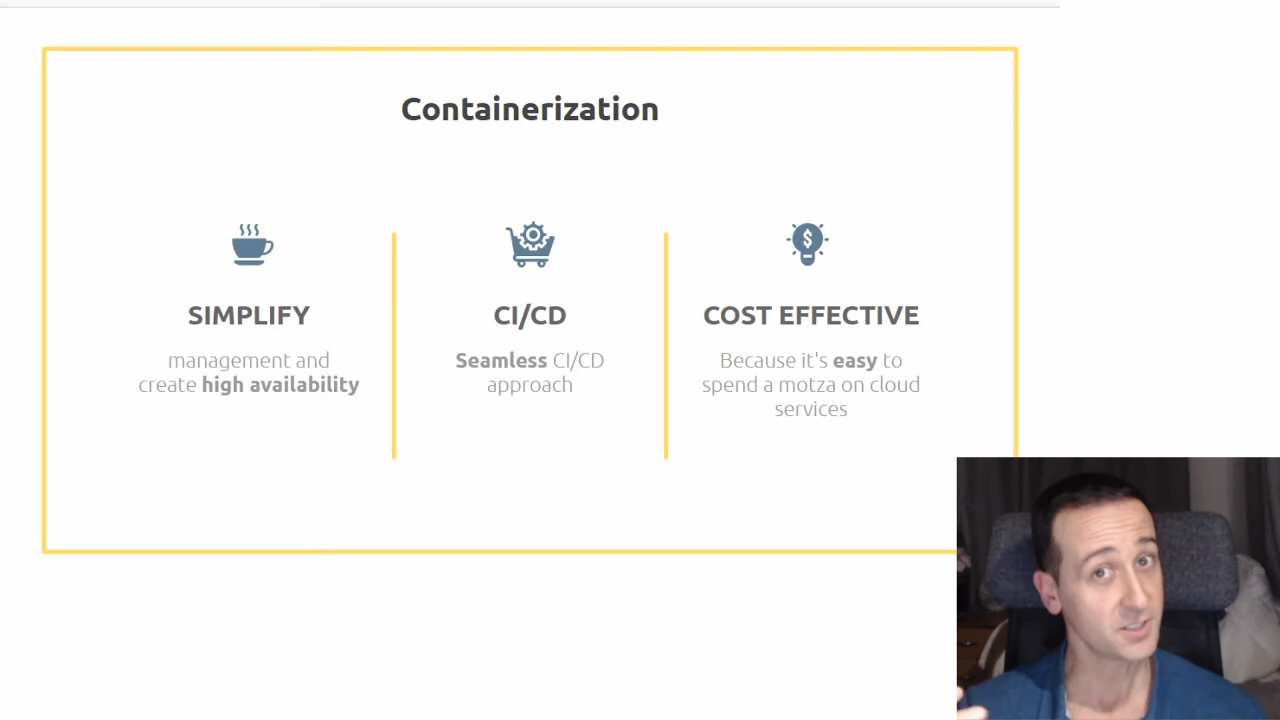 Containerization
SIMPLIFY
management and
create high availability
CI/CD
Seamless CI/CD
approach
COST EFFECTIVE
Because it's easy to
spend a motza on cloud
services